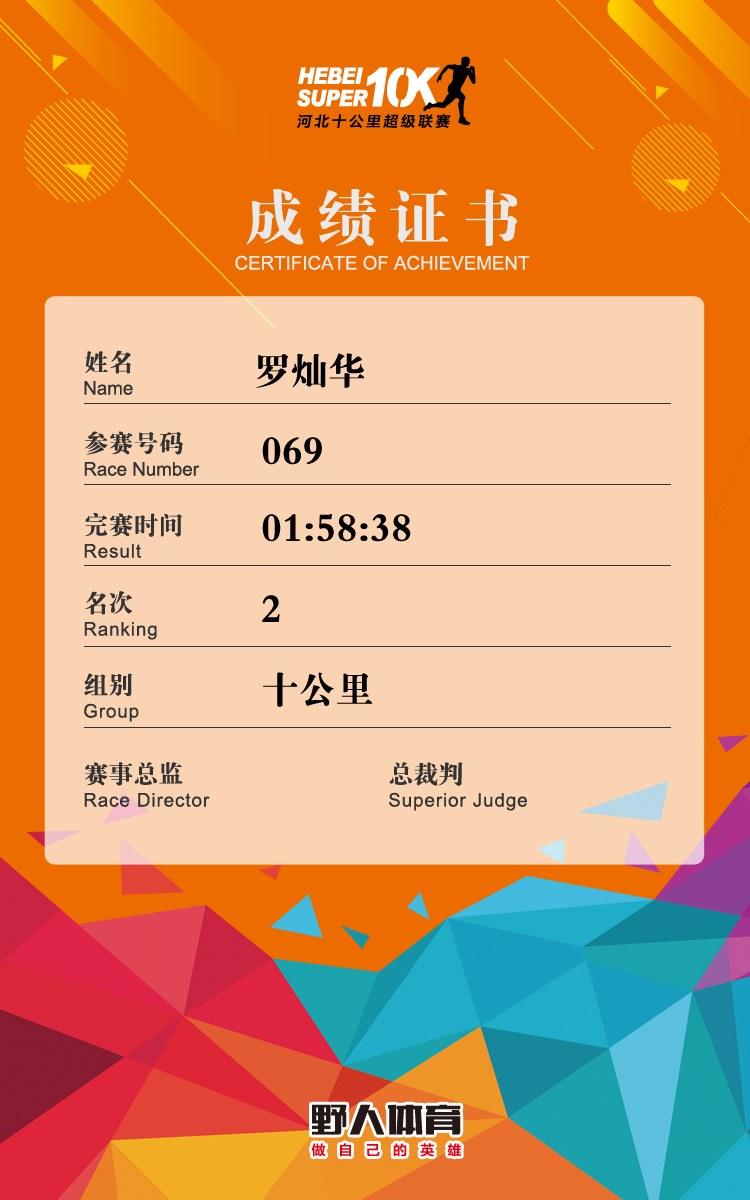 HEBEI
SUPER 10K
河北十公里超级联赛
成绩证书
CERTIFICATE OF ACHIEVEMENT
姓名 罗灿华
Name
参赛号码 069
Race Number
完赛时间 01:58:38
Result
名次 2
Ranking
组别 十公里
Group
赛事总监 总裁判
Race Director Superior Judge
野人体育
做自己的英雄